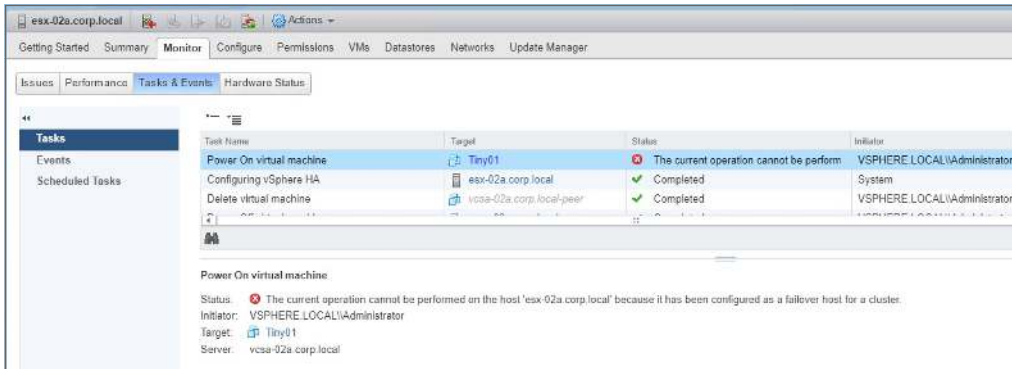 esx-02a.corp.local Actions
Getting Started Summary Monitor Configure Permissions VMs Datastores Networks Update Manager
Issues Performance Tasks & Events Hardware Status
Tasks
Events
Scheduled Tasks
Task Name Target Status Initiator
Power On virtual machine Tiny01 The current operation cannot be perform VSPHERE.LOCAL\\Administrator
Configuring vSphere HA esx-02a.corp.local Completed System
Delete virtual machine vcsa-02a.corp.local-peer Completed VSPHERE.LOCAL\\Administrator
Power On virtual machine
Status: The current operation cannot be performed on the host 'esx-02a.corp.local' because it has been configured as a failover host for a cluster.
Initiator: VSPHERE.LOCAL\\Administrator
Target: Tiny01
Server: vcsa-02a.corp.local